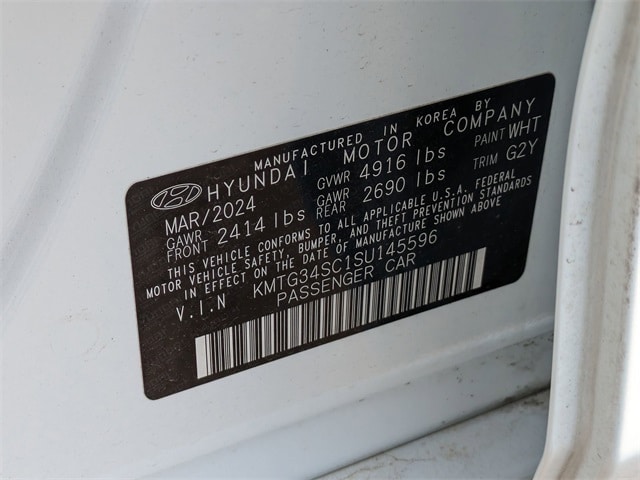 MANUFACTURED IN KOREA BY
HYUNDAI MOTOR COMPANY
MAR/2024 GVWR 4916 lbs PAINT WHT
GAWR FRONT 2414 lbs GAWR REAR 2690 lbs TRIM G2Y
THIS VEHICLE CONFORMS TO ALL APPLICABLE U.S.A. FEDERAL
MOTOR VEHICLE SAFETY, BUMPER, AND THEFT PREVENTION STANDARDS
IN EFFECT ON THE DATE OF MANUFACTURE SHOWN ABOVE
V.I.N KMTG34SC1SU145596
PASSENGER CAR